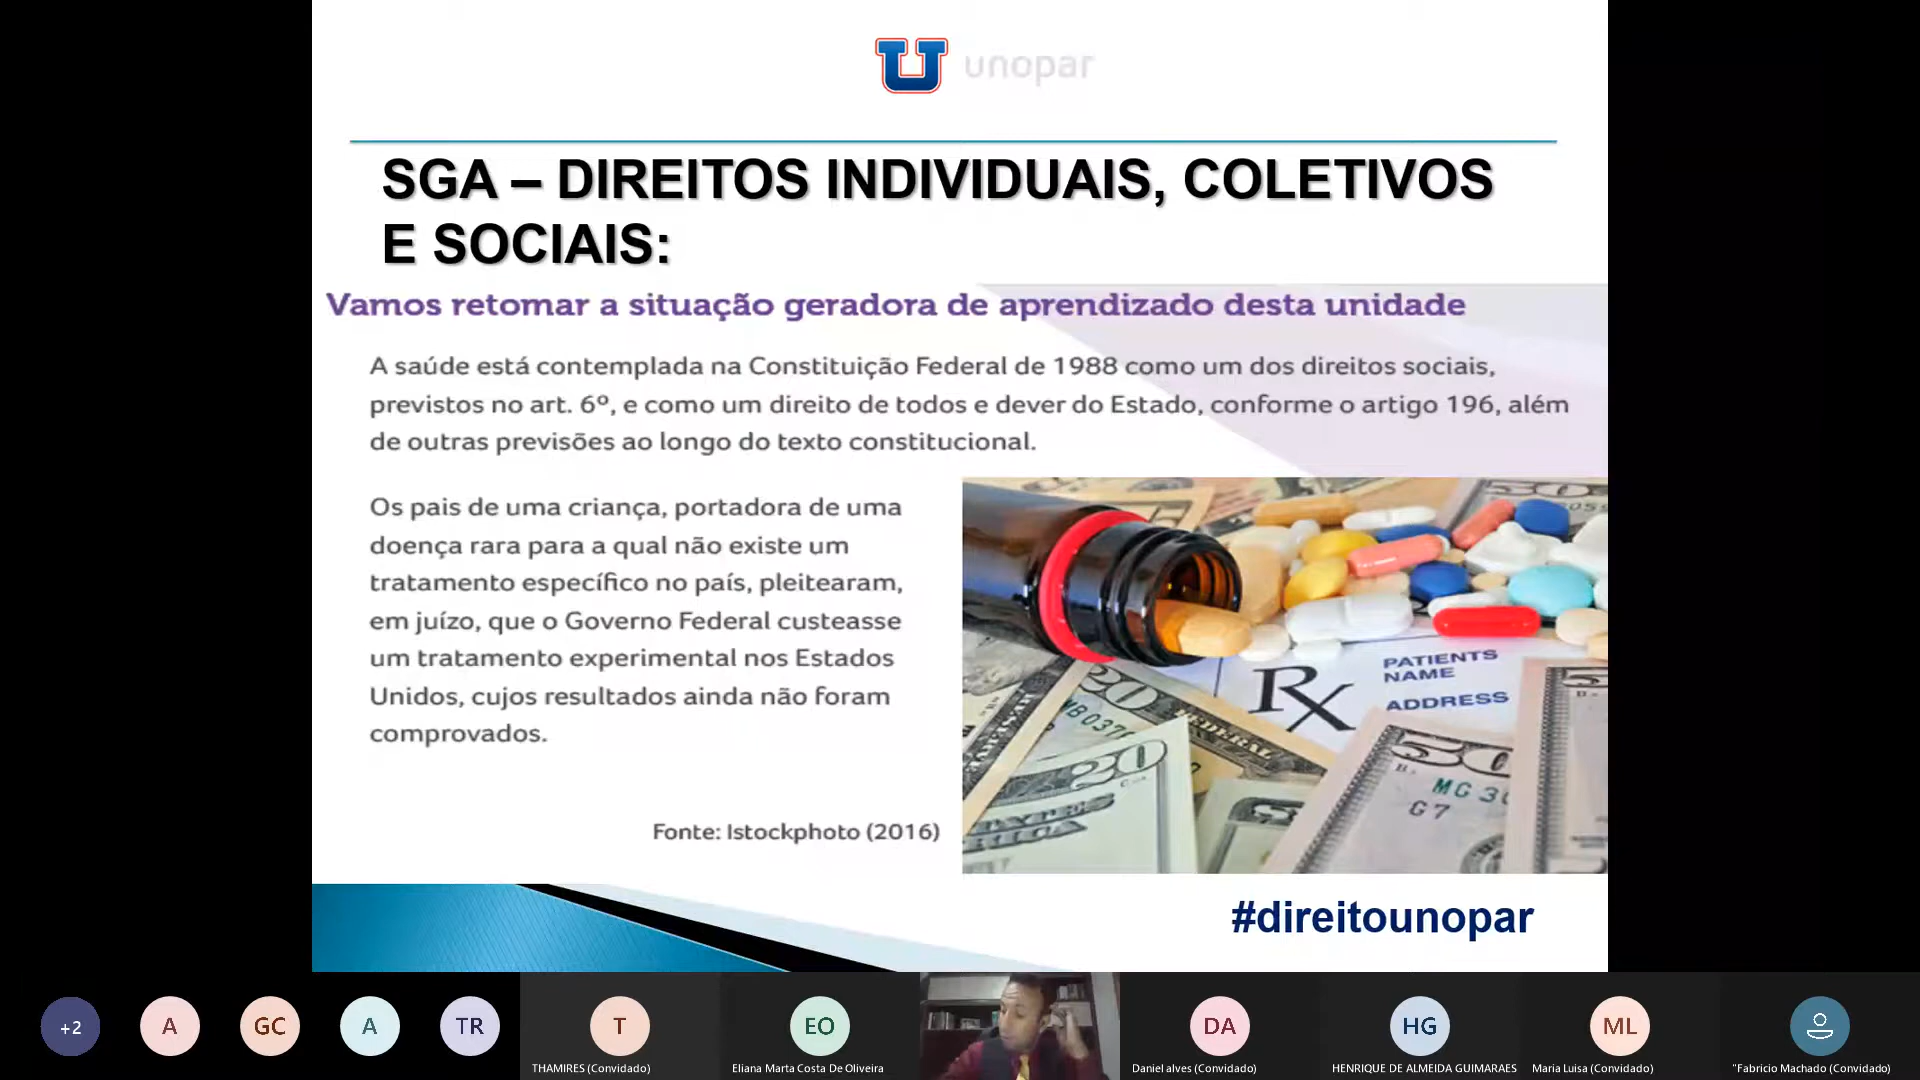 unopar
SGA – DIREITOS INDIVIDUAIS, COLETIVOS
E SOCIAIS:
Vamos retomar a situação geradora de aprendizado desta unidade
A saúde está contemplada na Constituição Federal de 1988 como um dos direitos sociais,
previstos no art. 6º, e como um direito de todos e dever do Estado, conforme o artigo 196, além
de outras previsões ao longo do texto constitucional.
Os pais de uma criança, portadora de uma
doença rara para a qual não existe um
tratamento específico no país, pleitearam,
em juízo, que o Governo Federal custeasse
um tratamento experimental nos Estados
Unidos, cujos resultados ainda não foram
comprovados.
PATIENTS
NAME
ADDRESS
Rx
20
20
50
G7
Fonte: Istockphoto (2016)
#direitounopar
+2
A
GC
A
TR
T
EO
DA
HG
ML
THAMIRES (Convidado)
Eliana Marta Costa De Oliveira
Daniel alves (Convidado)
HENRIQUE DE ALMEIDA GUIMARAES
Maria Luisa (Convidado)
"Fabricio Machado (Convidado)